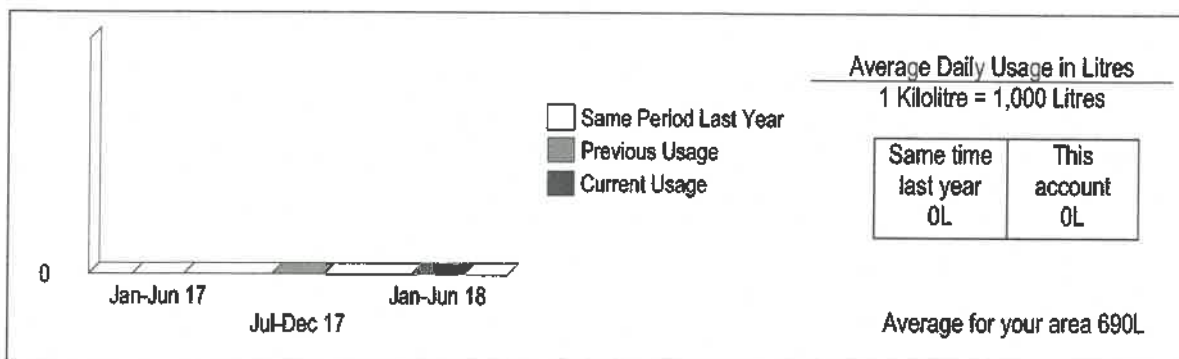 0
Jan-Jun 17
Jul-Dec 17
Jan-Jun 18
Same Period Last Year
Previous Usage
Current Usage
Average Daily Usage in Litres
1 Kilolitre = 1,000 Litres
Same time
last year
0L
This
account
0L
Average for your area 690L